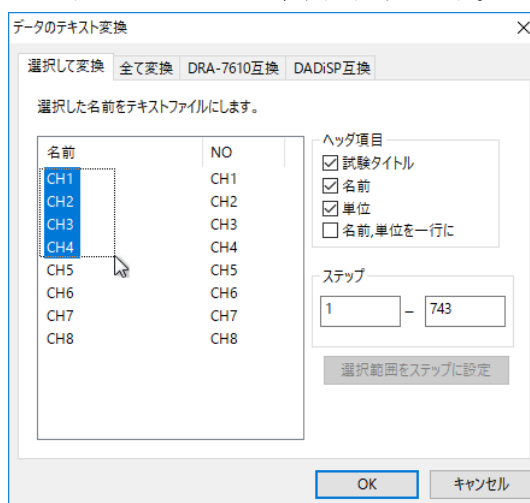 データのテキスト変換
選択して変換 全て変換 DRA-7610互換 DADiSP互換
選択した名前をテキストファイルにします。
名前 NO
CH1 CH1
CH2 CH2
CH3 CH3
CH4 CH4
CH5 CH5
CH6 CH6
CH7 CH7
CH8 CH8
ヘッダ項目
試験タイトル
名前
単位
名前,単位を一行に
ステップ
1 – 743
選択範囲をステップに設定
OK キャンセル